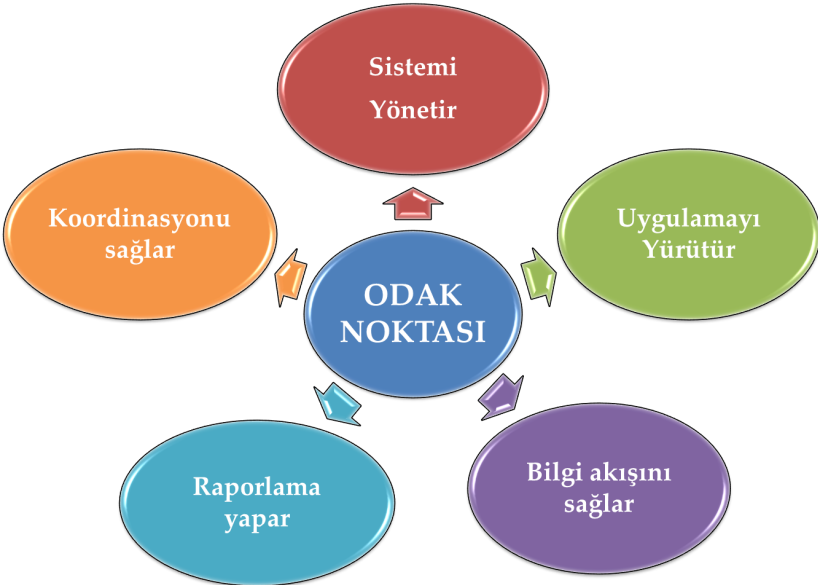 Sistemi
Yönetir
Koordinasyonu
sağlar
Uygulamayı
Yürütür
ODAK
NOKTASI
Raporlama
yapar
Bilgi akışını
sağlar